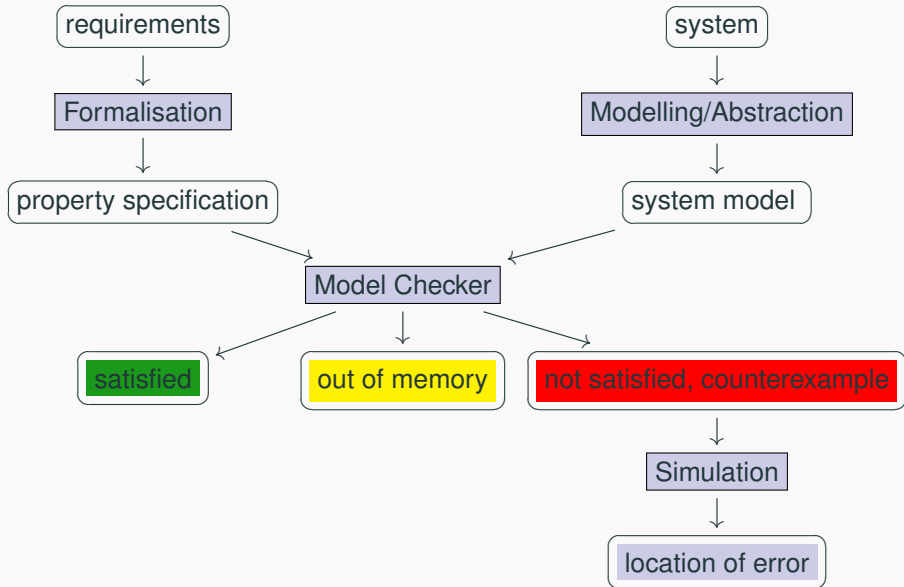 requirements
system
Formalisation
Modelling/Abstraction
property specification
system model
Model Checker
satisfied
out of memory
not satisfied, counterexample
Simulation
location of error